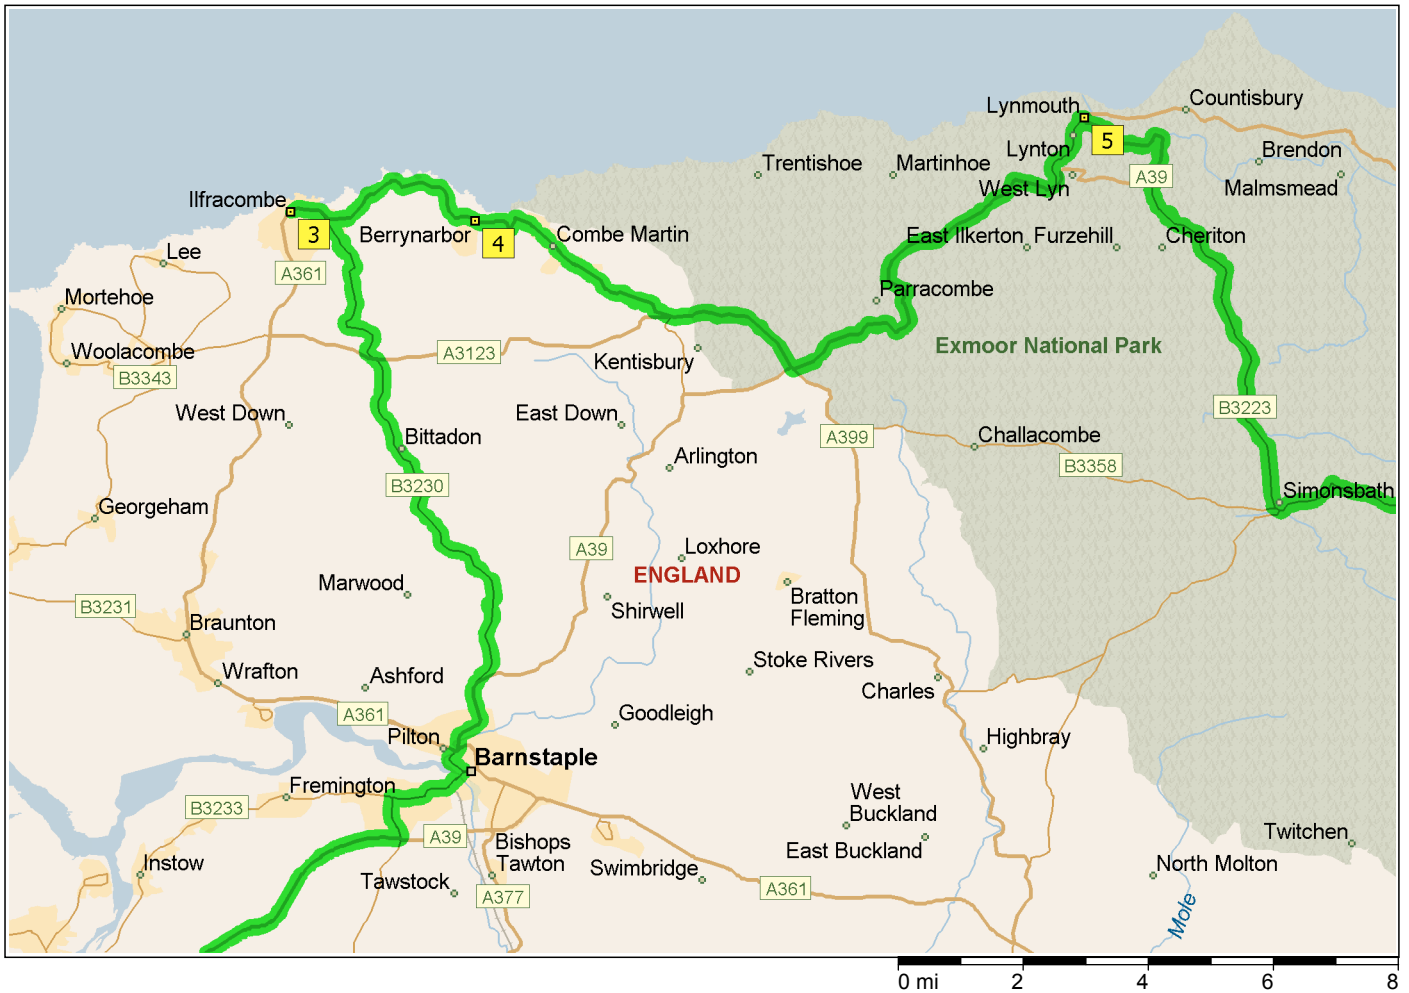 Countisbury
Lynmouth
5
Lynton
Brendon
Trentishoe
Martinhoe
A39
West Lyn
Malmsmead
Ilfracombe
3
Berrynarbor
4
Combe Martin
East Ilkerton
Furzehill
Cheriton
Lee
A361
Mortehoe
Parracombe
Woolacombe
A3123
Kentisbury
Exmoor National Park
B3343
West Down
East Down
B3223
Bittadon
A399
Challacombe
Arlington
B3358
B3230
Simonsbath
Georgeham
A39
Loxhore
ENGLAND
Marwood
Bratton
Fleming
B3231
Shirwell
Braunton
Wrafton
Ashford
Stoke Rivers
Charles
A361
Goodleigh
Pilton
Highbray
Barnstaple
Fremington
B3233
West
Buckland
A39
Bishops
Tawton
East Buckland
Twitchen
Instow
Swimbridge
North Molton
Tawstock
A377
A361
Mole
0 mi 2 4 6 8